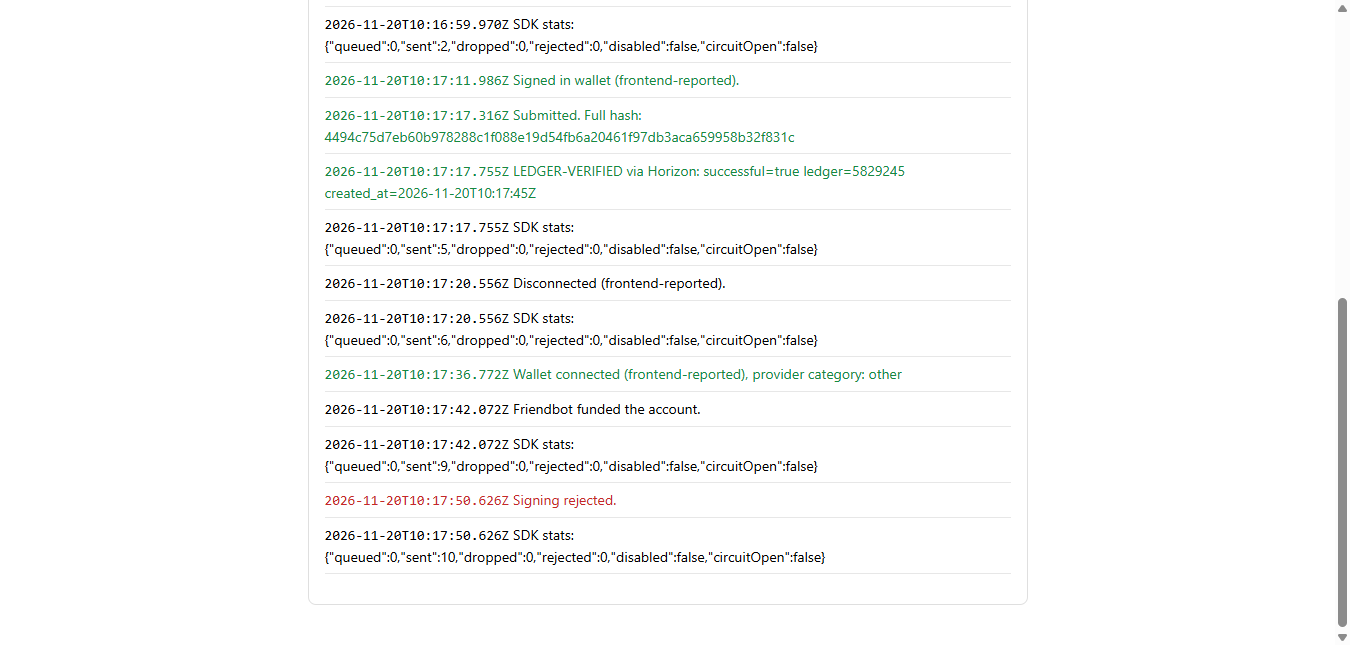 2026-11-20T10:16:59.970Z SDK stats:
{"queued":0,"sent":2,"dropped":0,"rejected":0,"disabled":false,"circuitOpen":false}
2026-11-20T10:17:11.986Z Signed in wallet (frontend-reported).
2026-11-20T10:17:17.316Z Submitted. Full hash:
4494c75d7eb60b978288c1f088e19d54fb6a20461f97db3aca659958b32f831c
2026-11-20T10:17:17.755Z LEDGER-VERIFIED via Horizon: successful=true ledger=5829245
created_at=2026-11-20T10:17:45Z
2026-11-20T10:17:17.755Z SDK stats:
{"queued":0,"sent":5,"dropped":0,"rejected":0,"disabled":false,"circuitOpen":false}
2026-11-20T10:17:20.556Z Disconnected (frontend-reported).
2026-11-20T10:17:20.556Z SDK stats:
{"queued":0,"sent":6,"dropped":0,"rejected":0,"disabled":false,"circuitOpen":false}
2026-11-20T10:17:36.772Z Wallet connected (frontend-reported), provider category: other
2026-11-20T10:17:42.072Z Friendbot funded the account.
2026-11-20T10:17:42.072Z SDK stats:
{"queued":0,"sent":9,"dropped":0,"rejected":0,"disabled":false,"circuitOpen":false}
2026-11-20T10:17:50.626Z Signing rejected.
2026-11-20T10:17:50.626Z SDK stats:
{"queued":0,"sent":10,"dropped":0,"rejected":0,"disabled":false,"circuitOpen":false}